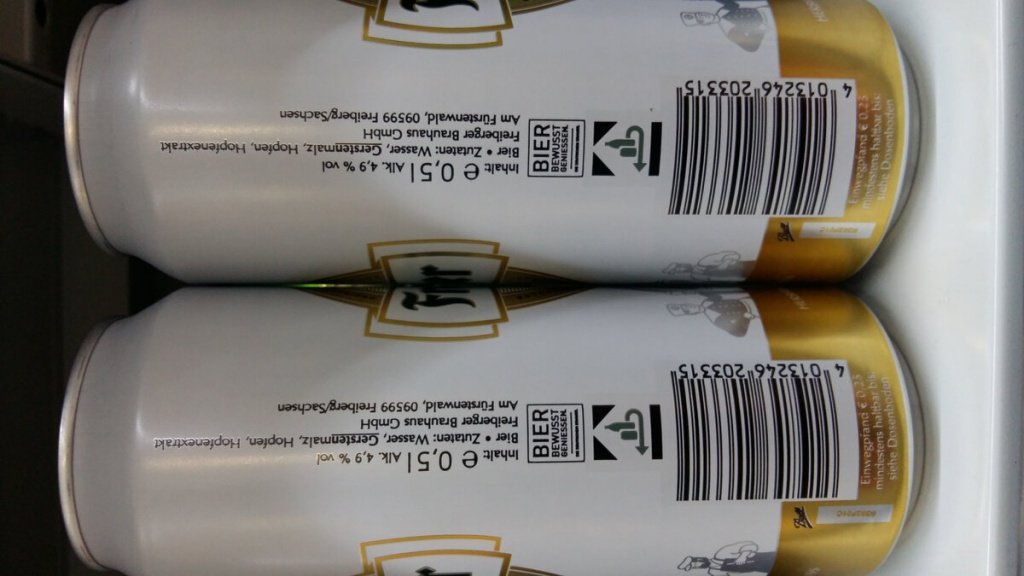 Bier • Zutaten: Wasser, Gerstenmalz, Hopfen, Hopfenextrakt
Freiberger Brauhaus GmbH
Am Fürstenwald, 09599 Freiberg/Sachsen
Inhalt: e 0,5 l Alk. 4,9 % vol
BIER
BEWUSST
GENIESSEN.
4 013246 203315
Einwegpfand € 0,25
mindestens haltbar bis:
siehe Dosenboden
Ball
Bier • Zutaten: Wasser, Gerstenmalz, Hopfen, Hopfenextrakt
Freiberger Brauhaus GmbH
Am Fürstenwald, 09599 Freiberg/Sachsen
Inhalt: e 0,5 l Alk. 4,9 % vol
BIER
BEWUSST
GENIESSEN.
4 013246 203315
Einwegpfand € 0,25
mindestens haltbar bis:
siehe Dosenboden
Ball